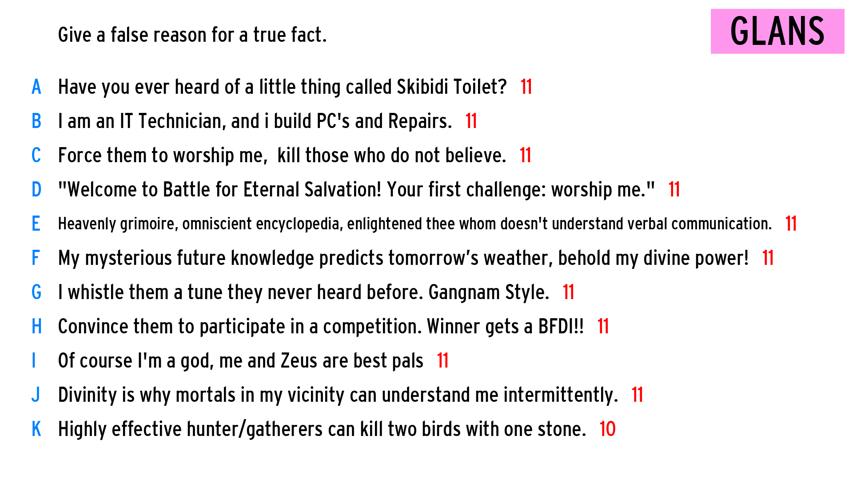 Give a false reason for a true fact.
GLANS
A Have you ever heard of a little thing called Skibidi Toilet? 11
B I am an IT Technician, and i build PC's and Repairs. 11
C Force them to worship me, kill those who do not believe. 11
D "Welcome to Battle for Eternal Salvation! Your first challenge: worship me." 11
E Heavenly grimoire, omniscient encyclopedia, enlightened thee whom doesn't understand verbal communication. 11
F My mysterious future knowledge predicts tomorrow's weather, behold my divine power! 11
G I whistle them a tune they never heard before. Gangnam Style. 11
H Convince them to participate in a competition. Winner gets a BFDI!! 11
I Of course I'm a god, me and Zeus are best pals 11
J Divinity is why mortals in my vicinity can understand me intermittently. 11
K Highly effective hunter/gatherers can kill two birds with one stone. 10